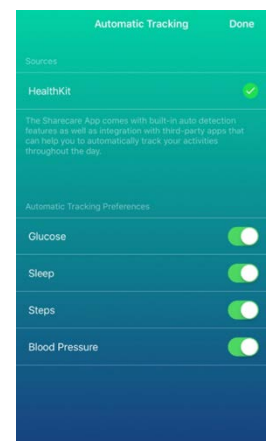 Automatic Tracking Done
Sources
HealthKit
The Sharecare App comes with built-in auto detection
features as well as integration with third-party apps that
can help you to automatically track your activities
throughout the day.
Automatic Tracking Preferences
Glucose
Sleep
Steps
Blood Pressure